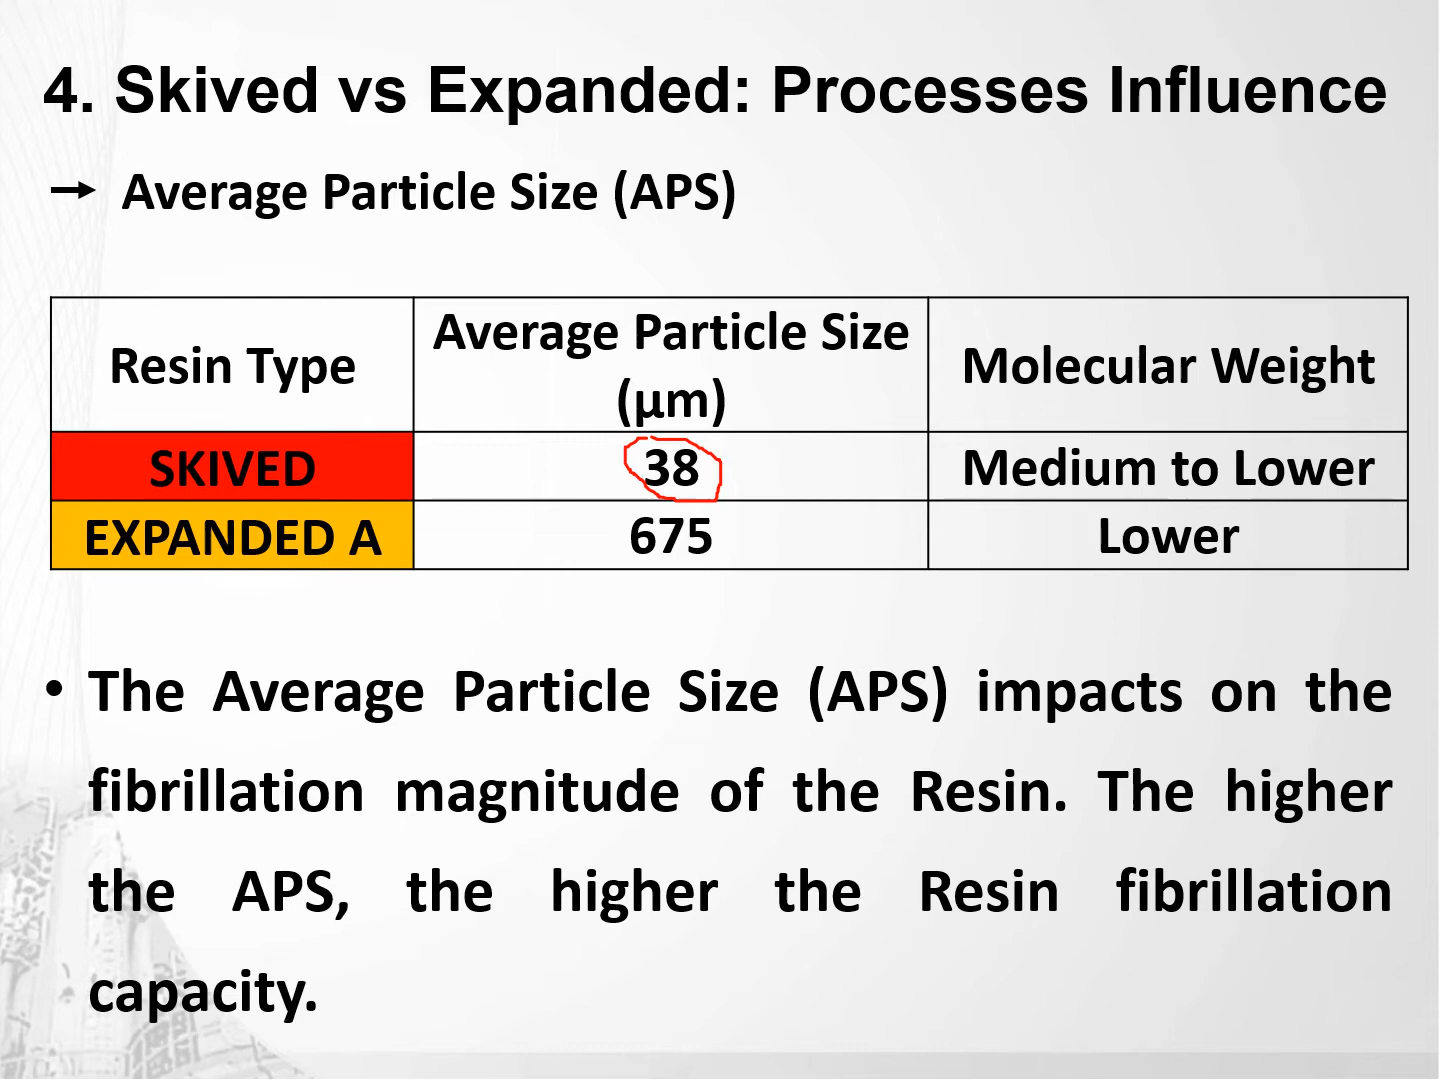 4. Skived vs Expanded: Processes Influence
→ Average Particle Size (APS)
Resin Type
Average Particle Size
(µm)
Molecular Weight
SKIVED
38
Medium to Lower
EXPANDED A
675
Lower
• The Average Particle Size (APS) impacts on the
fibrillation magnitude of the Resin. The higher
the APS, the higher the Resin fibrillation
capacity.